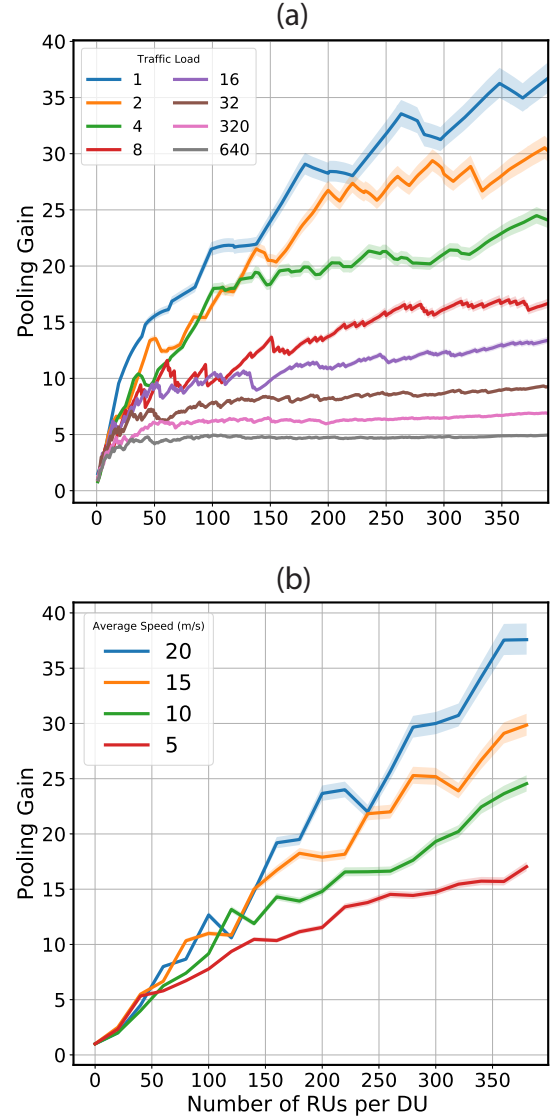 (a)
40
35
30
25
20
15
10
5
0
Pooling Gain
Traffic Load
1 16
2 32
4 320
8 640
0 50 100 150 200 250 300 350
(b)
40
35
30
25
20
15
10
5
0
Pooling Gain
Average Speed (m/s)
20
15
10
5
0 50 100 150 200 250 300 350
Number of RUs per DU